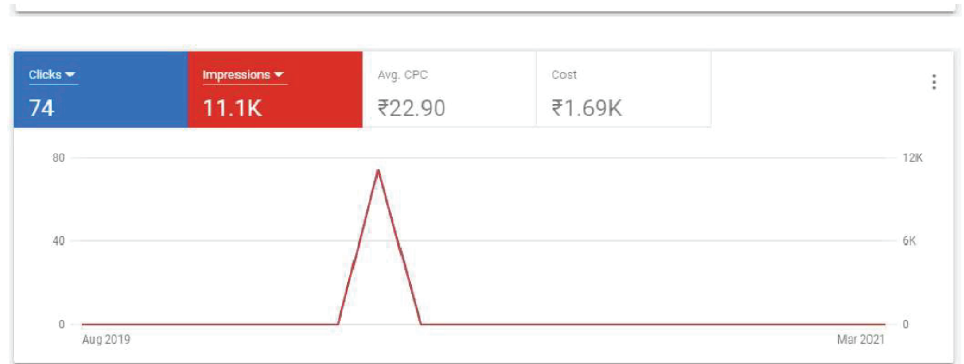 Clicks Impressions Avg. CPC Cost
74 11.1K ₹22.90 ₹1.69K
80 12K
40 6K
0 0
Aug 2019 Mar 2021